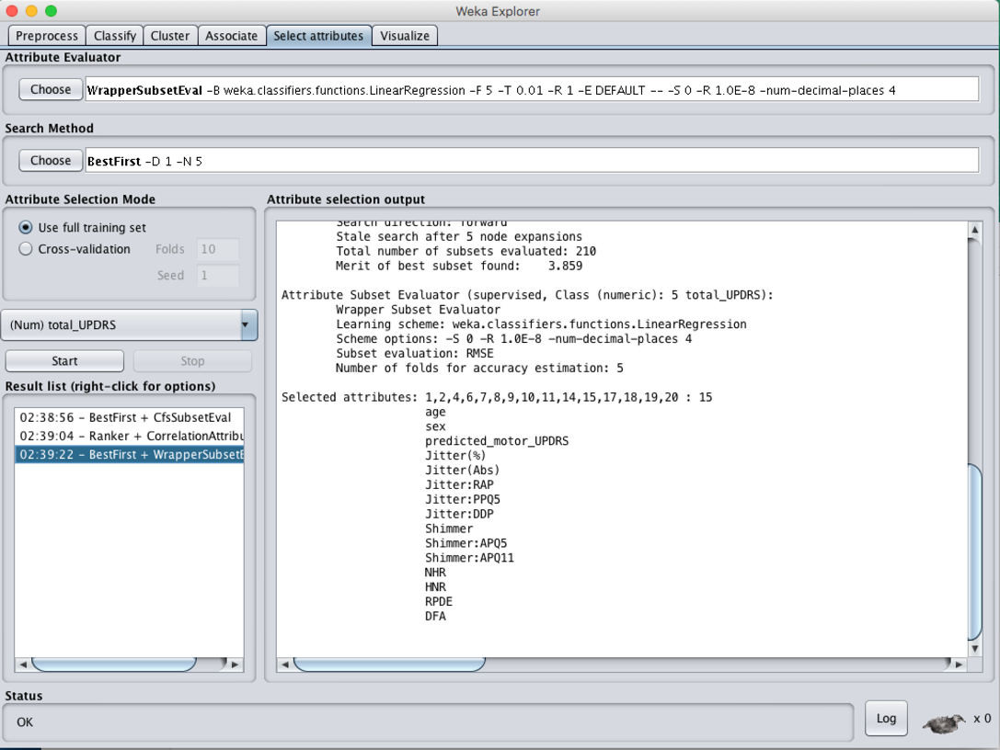 Weka Explorer
Preprocess Classify Cluster Associate Select attributes Visualize
Attribute Evaluator
Choose WrapperSubsetEval -B weka.classifiers.functions.LinearRegression -F 5 -T 0.01 -R 1 -E DEFAULT -- -S 0 -R 1.0E-8 -num-decimal-places 4
Search Method
Choose BestFirst -D 1 -N 5
Attribute Selection Mode
Use full training set
Cross-validation Folds 10
Seed 1
(Num) total_UPDRS
Start Stop
Result list (right-click for options)
02:38:56 - BestFirst + CfsSubsetEval
02:39:04 - Ranker + CorrelationAttribu
02:39:22 - BestFirst + WrapperSubsetE
Attribute selection output
Search direction: forward
Stale search after 5 node expansions
Total number of subsets evaluated: 210
Merit of best subset found: 3.859
Attribute Subset Evaluator (supervised, Class (numeric): 5 total_UPDRS):
Wrapper Subset Evaluator
Learning scheme: weka.classifiers.functions.LinearRegression
Scheme options: -S 0 -R 1.0E-8 -num-decimal-places 4
Subset evaluation: RMSE
Number of folds for accuracy estimation: 5
Selected attributes: 1,2,4,6,7,8,9,10,11,14,15,17,18,19,20 : 15
age
sex
predicted_motor_UPDRS
Jitter(%)
Jitter(Abs)
Jitter:RAP
Jitter:PPQ5
Jitter:DDP
Shimmer
Shimmer:APQ5
Shimmer:APQ11
NHR
HNR
RPDE
DFA
Status
OK
Log x 0